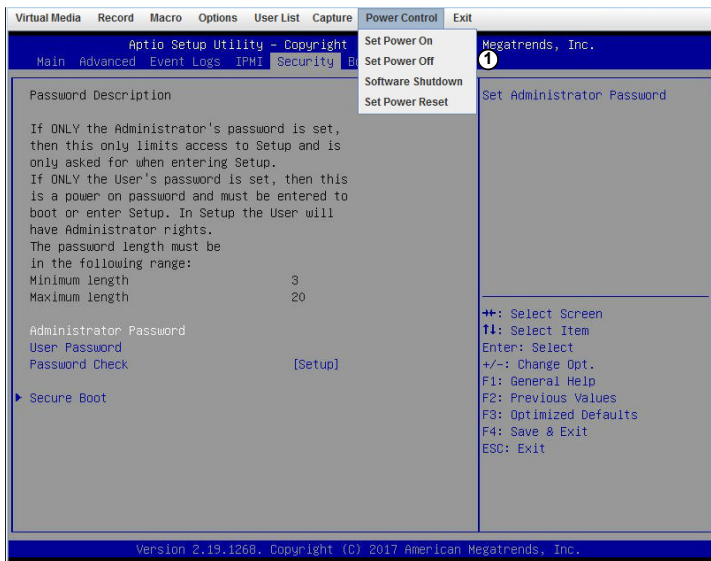 Virtual Media Record Macro Options User List Capture Power Control Exit
Set Power On
Set Power Off
Software Shutdown
Set Power Reset
1
Aptio Setup Utility – Copyright Megatrends, Inc.
Main Advanced Event Logs IPMI Security B
Password Description
If ONLY the Administrator's password is set,
then this only limits access to Setup and is
only asked for when entering Setup.
If ONLY the User's password is set, then this
is a power on password and must be entered to
boot or enter Setup. In Setup the User will
have Administrator rights.
The password length must be
in the following range:
Minimum length 3
Maximum length 20
Administrator Password
User Password
Password Check [Setup]
Secure Boot
Set Administrator Password
→←: Select Screen
↑↓: Select Item
Enter: Select
+/-: Change Opt.
F1: General Help
F2: Previous Values
F3: Optimized Defaults
F4: Save & Exit
ESC: Exit
Version 2.19.1268. Copyright (C) 2017 American Megatrends, Inc.